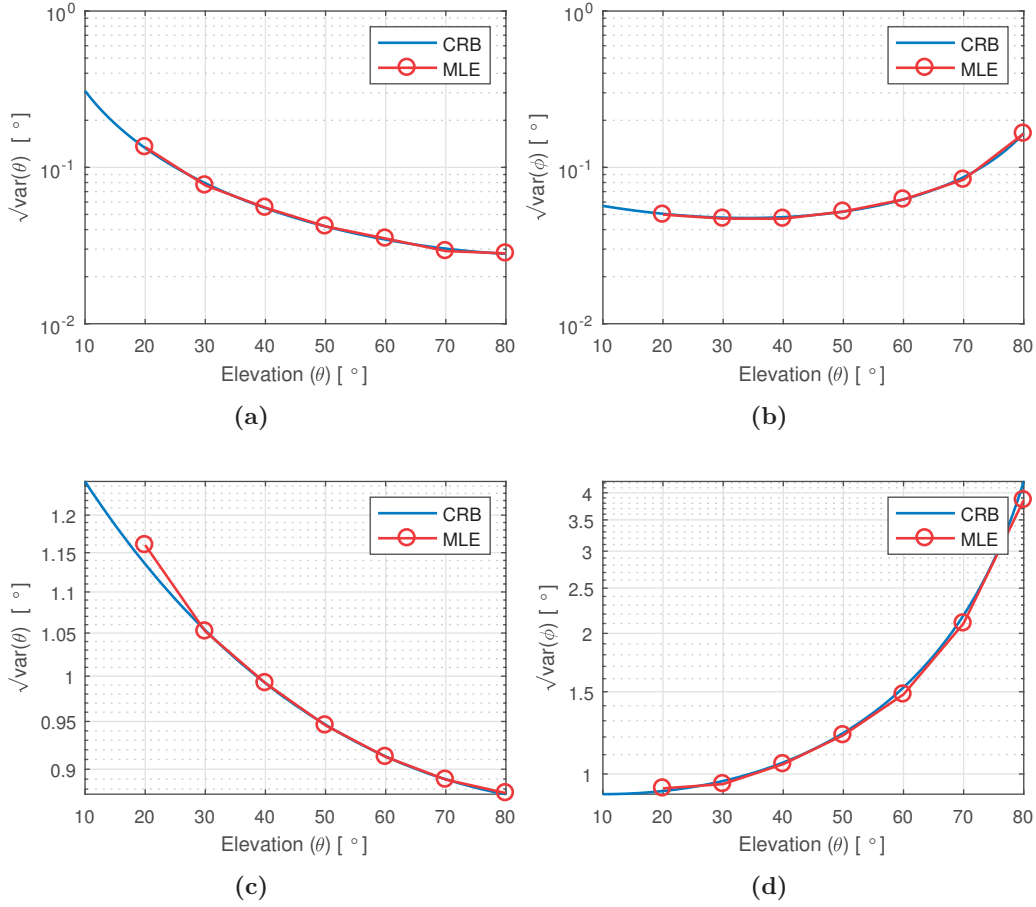 10^0
10^-1
10^-2
√var(θ) [ °]
CRB
MLE
10 20 30 40 50 60 70 80
Elevation (θ) [ °]
(a)
10^0
10^-1
10^-2
√var(ϕ) [ °]
CRB
MLE
10 20 30 40 50 60 70 80
Elevation (θ) [ °]
(b)
1.2
1.15
1.1
1.05
1
0.95
0.9
√var(θ) [ °]
CRB
MLE
10 20 30 40 50 60 70 80
Elevation (θ) [ °]
(c)
4
3.5
3
2.5
2
1.5
1
√var(ϕ) [ °]
CRB
MLE
10 20 30 40 50 60 70 80
Elevation (θ) [ °]
(d)